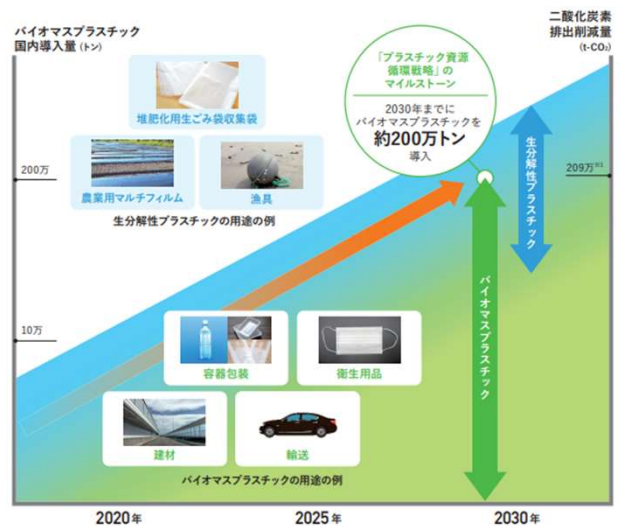 バイオマスプラスチック
国内導入量(トン)
二酸化炭素
排出削減量
(t-CO₂)
「プラスチック資源
循環戦略」の
マイルストーン
2030年までに
バイオマスプラスチックを
約200万トン
導入
堆肥化用生ごみ袋収集袋
農業用マルチフィルム
漁具
生分解性プラスチックの用途の例
200万
209万※1
生分解性プラスチック
バイオマスプラスチック
10万
容器包装
衛生用品
建材
輸送
バイオマスプラスチックの用途の例
2020年
2025年
2030年